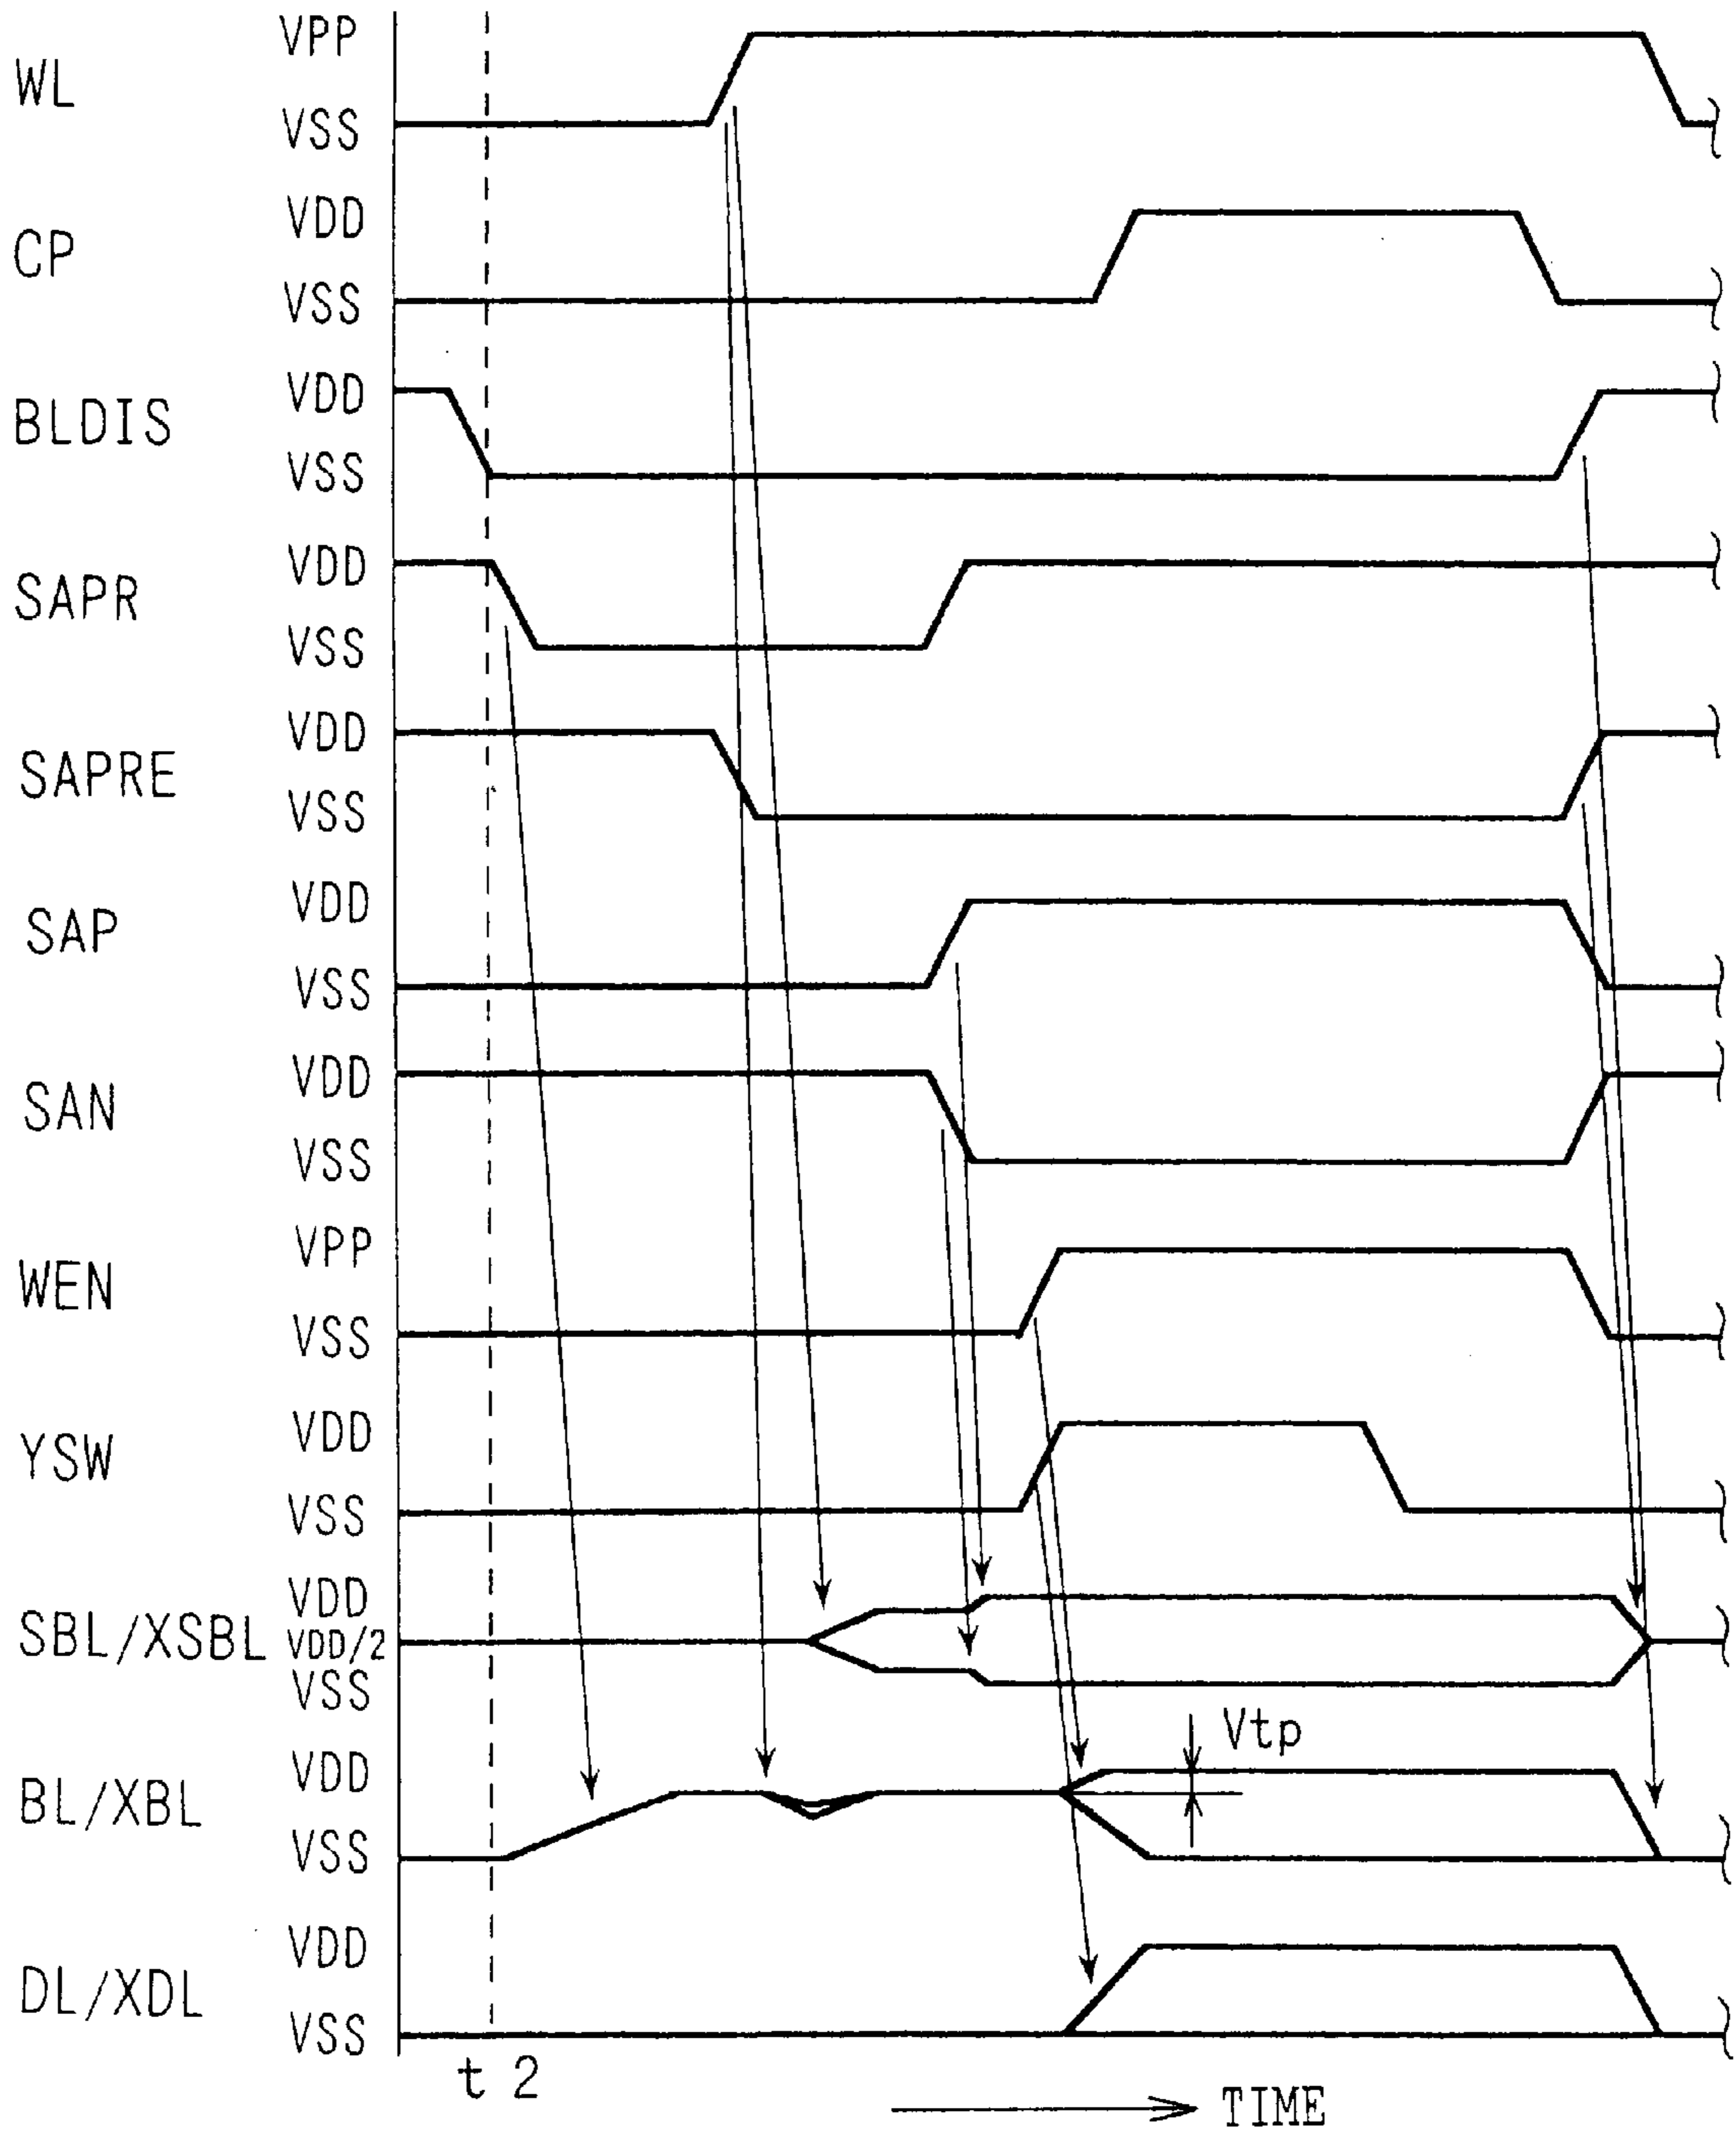 VPP
WL
VSS
VDD
CP
VSS
VDD
BLDIS
VSS
VDD
SAPR
VSS
VDD
SAPRE
VSS
VDD
SAP
VSS
VDD
SAN
VSS
VPP
WEN
VSS
VDD
YSW
VSS
VDD
SBL/XSBL VDD/2
VSS
Vtp
VDD
BL/XBL
VSS
VDD
DL/XDL
VSS
t 2
TIME